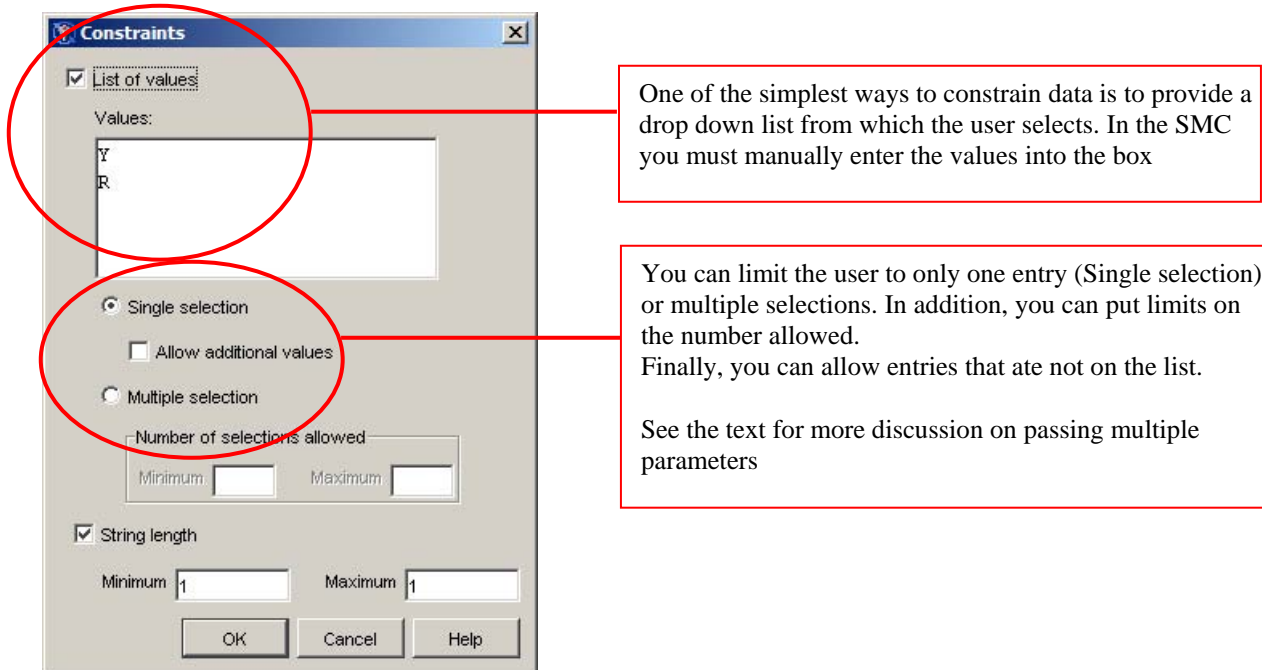 Constraints
List of values
Values:
Y
R
Single selection
Allow additional values
Multiple selection
Number of selections allowed
Minimum Maximum
String length
Minimum 1 Maximum 1
OK Cancel Help
One of the simplest ways to constrain data is to provide a
drop down list from which the user selects. In the SMC
you must manually enter the values into the box
You can limit the user to only one entry (Single selection)
or multiple selections. In addition, you can put limits on
the number allowed.
Finally, you can allow entries that ate not on the list.
See the text for more discussion on passing multiple
parameters